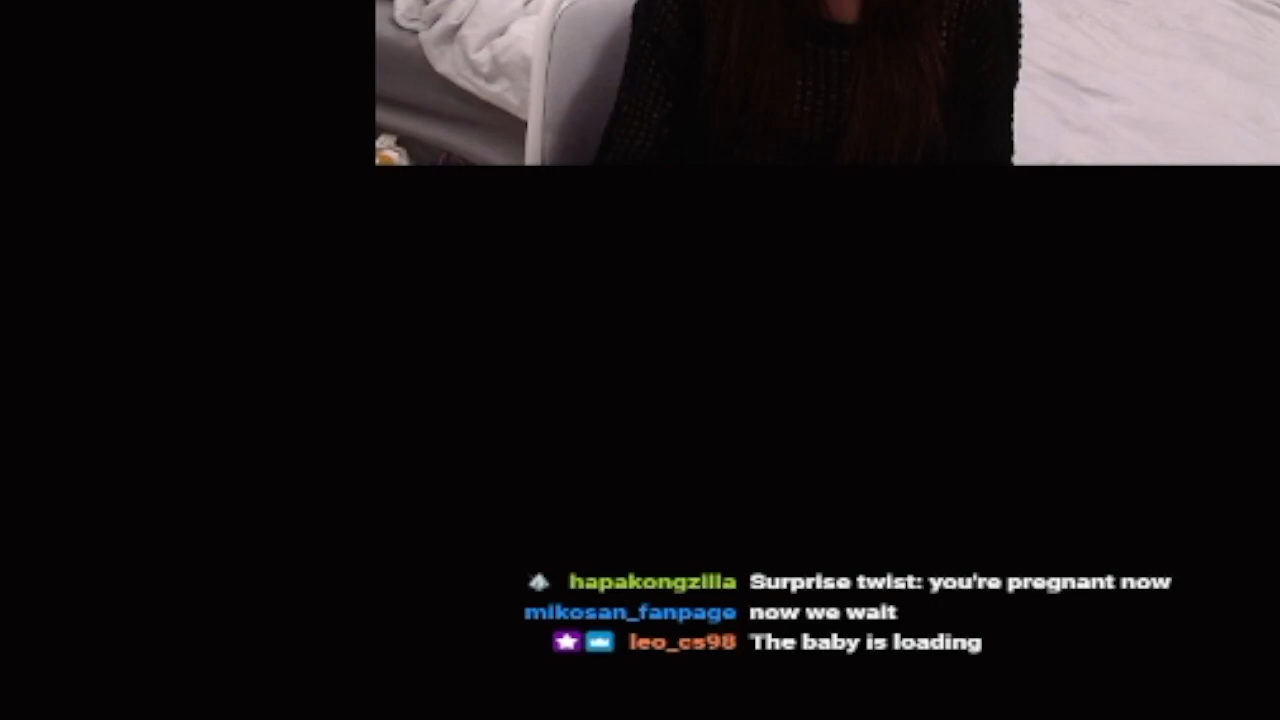 hapakongzilla Surprise twist: you're pregnant now
mikosan_fanpage now we wait
leo_cs98 The baby is loading